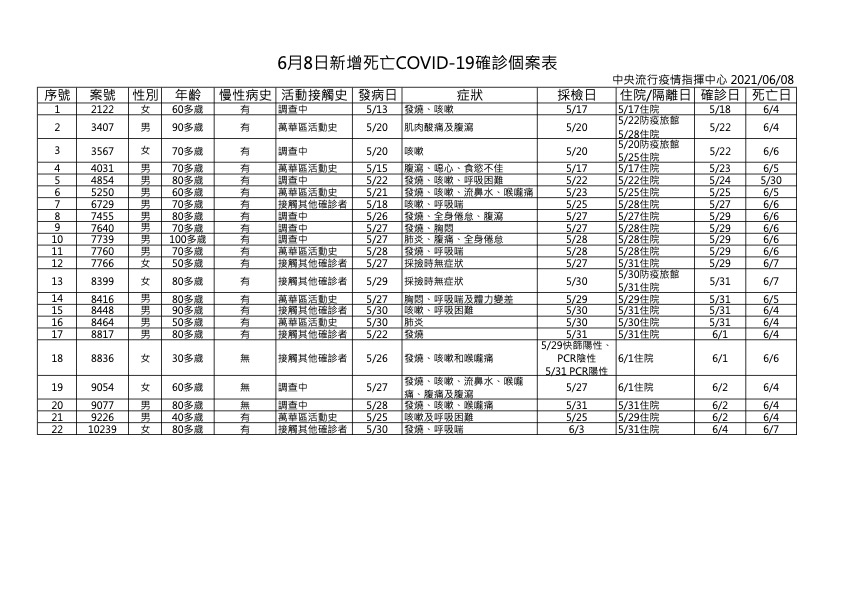 6月8日新增死亡COVID-19確診個案表
中央流行疫情指揮中心 2021/06/08
序號 案號 性別 年齡 慢性病史 活動接觸史 發病日 症狀 採檢日 住院/隔離日 確診日 死亡日
1 2122 女 60多歲 有 調查中 5/13 發燒、咳嗽 5/17 5/17住院 5/18 6/4
2 3407 男 90多歲 有 萬華區活動史 5/20 肌肉酸痛及腹瀉 5/20 5/22防疫旅館 5/22 6/4
5/28住院
3 3567 女 70多歲 有 調查中 5/20 咳嗽 5/20 5/20防疫旅館 5/22 6/6
5/25住院
4 4031 男 70多歲 有 萬華區活動史 5/15 腹瀉、噁心、食慾不佳 5/17 5/17住院 5/23 6/5
5 4854 男 80多歲 有 調查中 5/22 發燒、咳嗽、呼吸困難 5/22 5/22住院 5/24 5/30
6 5250 男 60多歲 有 萬華區活動史 5/21 發燒、咳嗽、流鼻水、喉嚨痛 5/23 5/25住院 5/25 6/5
7 6729 男 70多歲 有 接觸其他確診者 5/18 咳嗽、呼吸喘 5/25 5/28住院 5/27 6/6
8 7455 男 80多歲 有 調查中 5/26 發燒、全身倦怠、腹瀉 5/27 5/27住院 5/29 6/6
9 7640 男 70多歲 有 調查中 5/27 發燒、胸悶 5/27 5/28住院 5/29 6/6
10 7739 男 100多歲 有 調查中 5/27 肺炎、腹痛、全身倦怠 5/28 5/28住院 5/29 6/6
11 7760 男 70多歲 有 萬華區活動史 5/28 發燒、呼吸喘 5/28 5/28住院 5/29 6/6
12 7766 女 50多歲 有 接觸其他確診者 5/27 採撿時無症狀 5/27 5/31住院 5/29 6/7
13 8399 女 80多歲 有 接觸其他確診者 5/29 採撿時無症狀 5/30 5/30防疫旅館 5/31 6/7
5/31住院
14 8416 男 80多歲 有 萬華區活動史 5/27 胸悶、呼吸喘及體力變差 5/29 5/29住院 5/31 6/5
15 8448 男 90多歲 有 接觸其他確診者 5/30 咳嗽、呼吸困難 5/30 5/31住院 5/31 6/4
16 8464 男 50多歲 有 萬華區活動史 5/30 肺炎 5/30 5/30住院 5/31 6/4
17 8817 男 80多歲 有 接觸其他確診者 5/22 發燒 5/31 5/31住院 6/1 6/4
18 8836 女 30多歲 無 接觸其他確診者 5/26 發燒、咳嗽和喉嚨痛 5/29快篩陽性、 6/1住院 6/1 6/6
PCR陰性
5/31 PCR陽性
19 9054 女 60多歲 無 調查中 5/27 發燒、咳嗽、流鼻水、喉嚨 5/27 6/1住院 6/2 6/4
痛、腹痛及腹瀉
20 9077 男 80多歲 無 調查中 5/28 發燒、咳嗽、喉嚨痛 5/31 5/31住院 6/2 6/4
21 9226 男 40多歲 有 萬華區活動史 5/25 咳嗽及呼吸困難 5/25 5/29住院 6/2 6/4
22 10239 女 80多歲 有 接觸其他確診者 5/30 發燒、呼吸喘 6/3 5/31住院 6/4 6/7